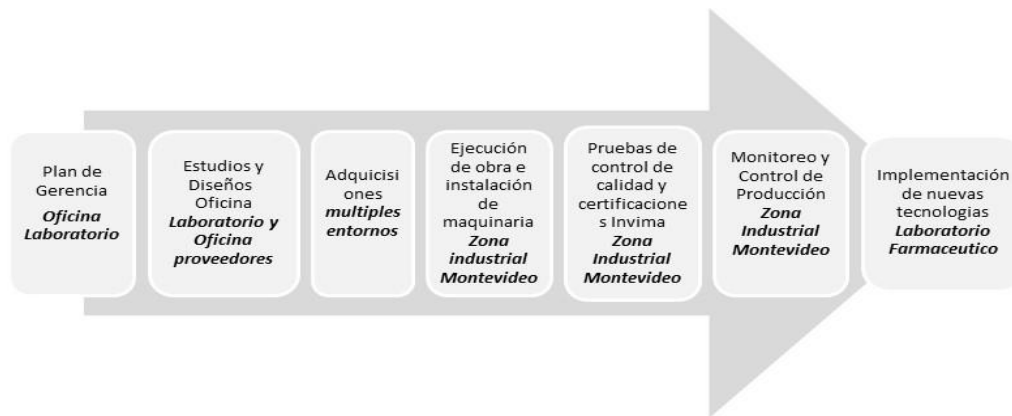 Plan de
Gerencia
Oficina
Laboratorio
Estudios y
Diseños
Oficina
Laboratorio y
Oficina
proveedores
Adquicisi
ones
multiples
entornos
Ejecución
de obra e
instalación
de
maquinaria
Zona
industrial
Montevideo
Pruebas de
control de
calidad y
certificacione
s Invima
Zona
Industrial
Montevideo
Monitoreo y
Control de
Producción
Zona
Industrial
Montevideo
Implementación
de nuevas
tecnologias
Laboratorio
Farmaceutico